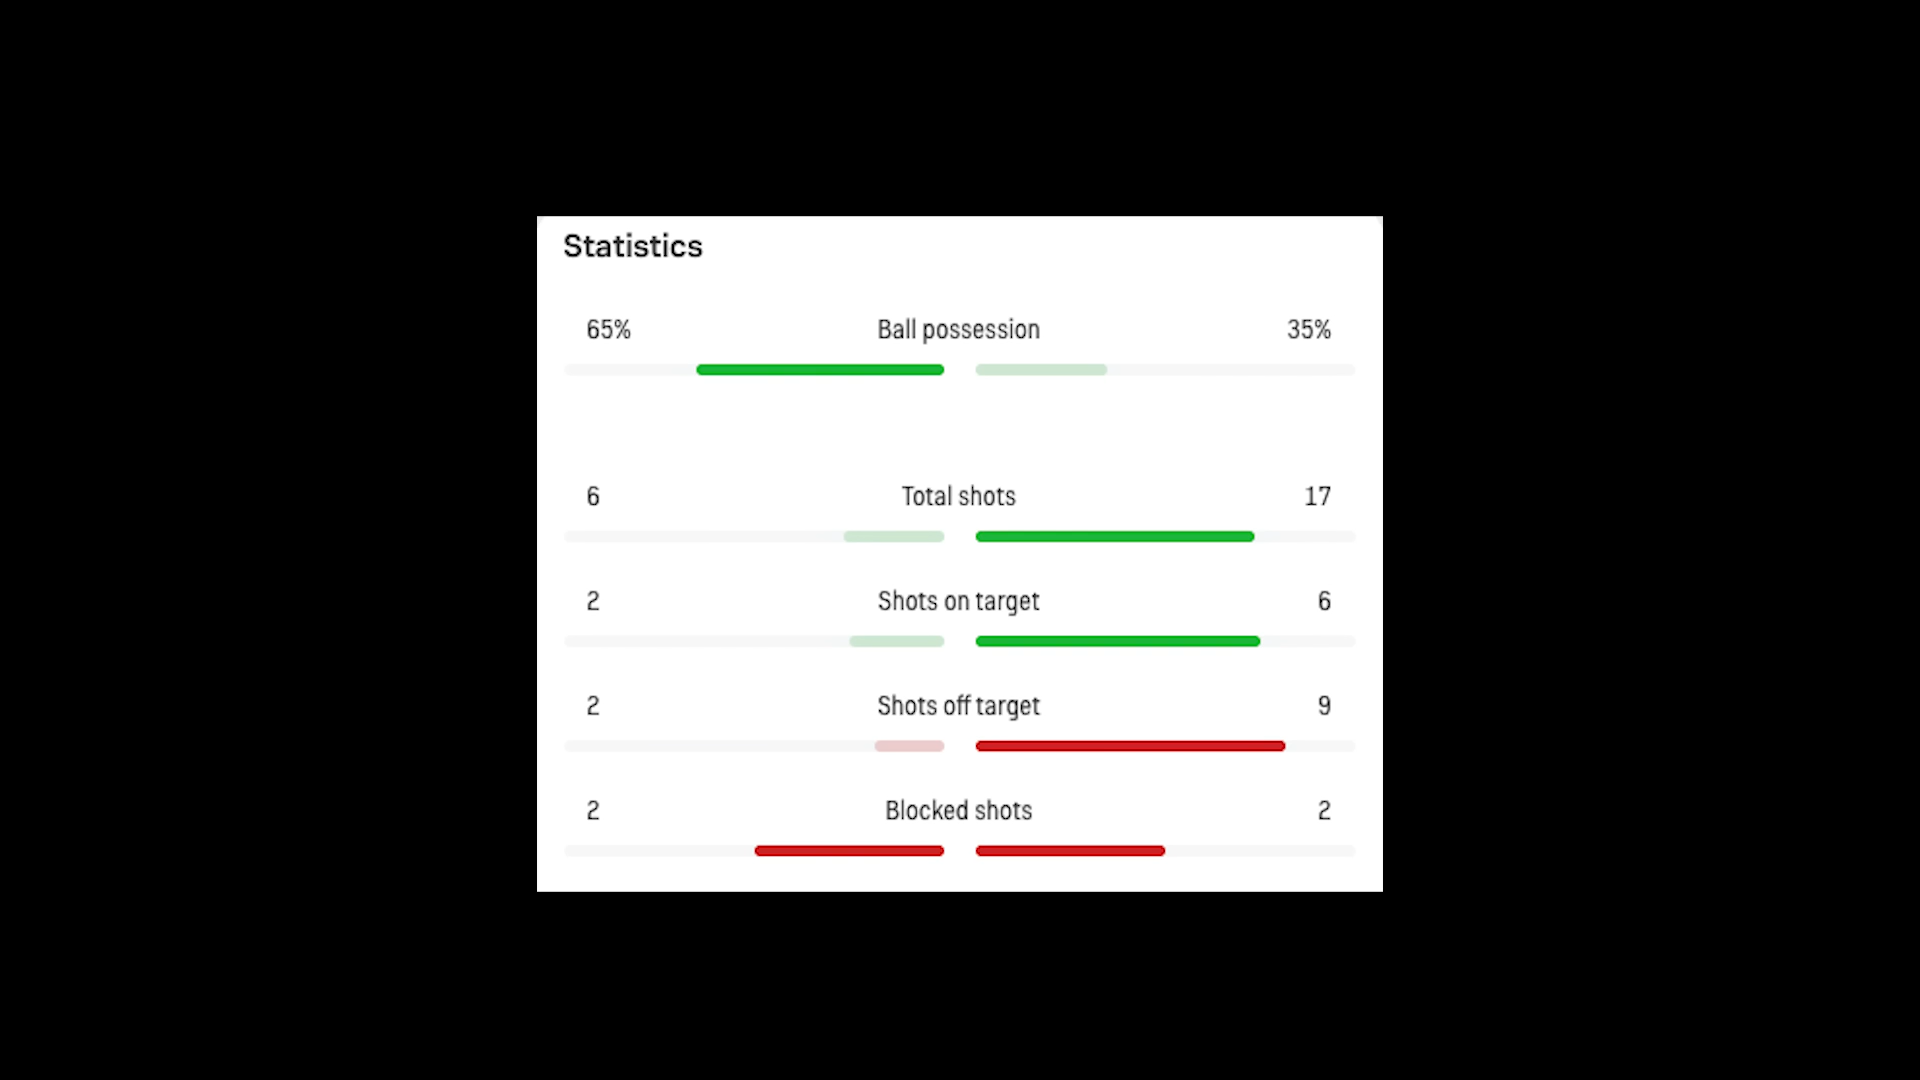 Statistics
65% Ball possession 35%
6 Total shots 17
2 Shots on target 6
2 Shots off target 9
2 Blocked shots 2